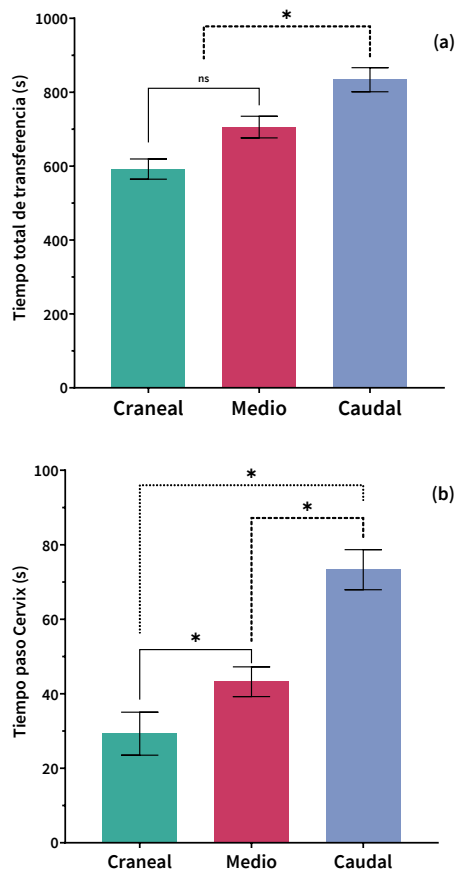 (a)
Tiempo total de transferencia (s)
1000
800
600
400
200
0
ns
*
Craneal Medio Caudal
(b)
Tiempo paso Cervix (s)
100
80
60
40
20
0
*
*
*
Craneal Medio Caudal